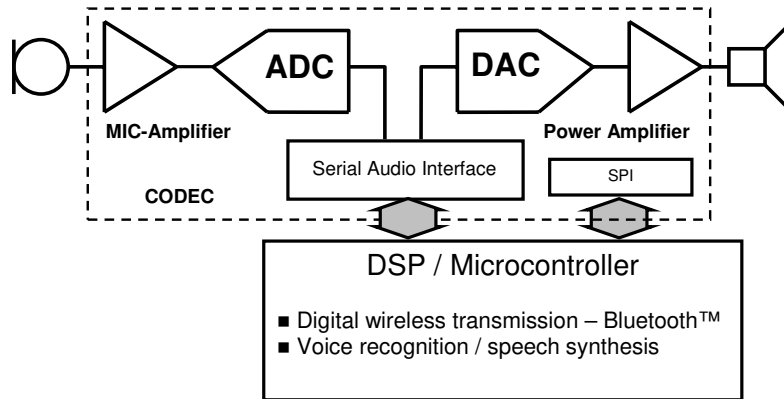 ADC
DAC
MIC-Amplifier
Power Amplifier
Serial Audio Interface
SPI
CODEC
DSP / Microcontroller
■ Digital wireless transmission – Bluetooth™
■ Voice recognition / speech synthesis